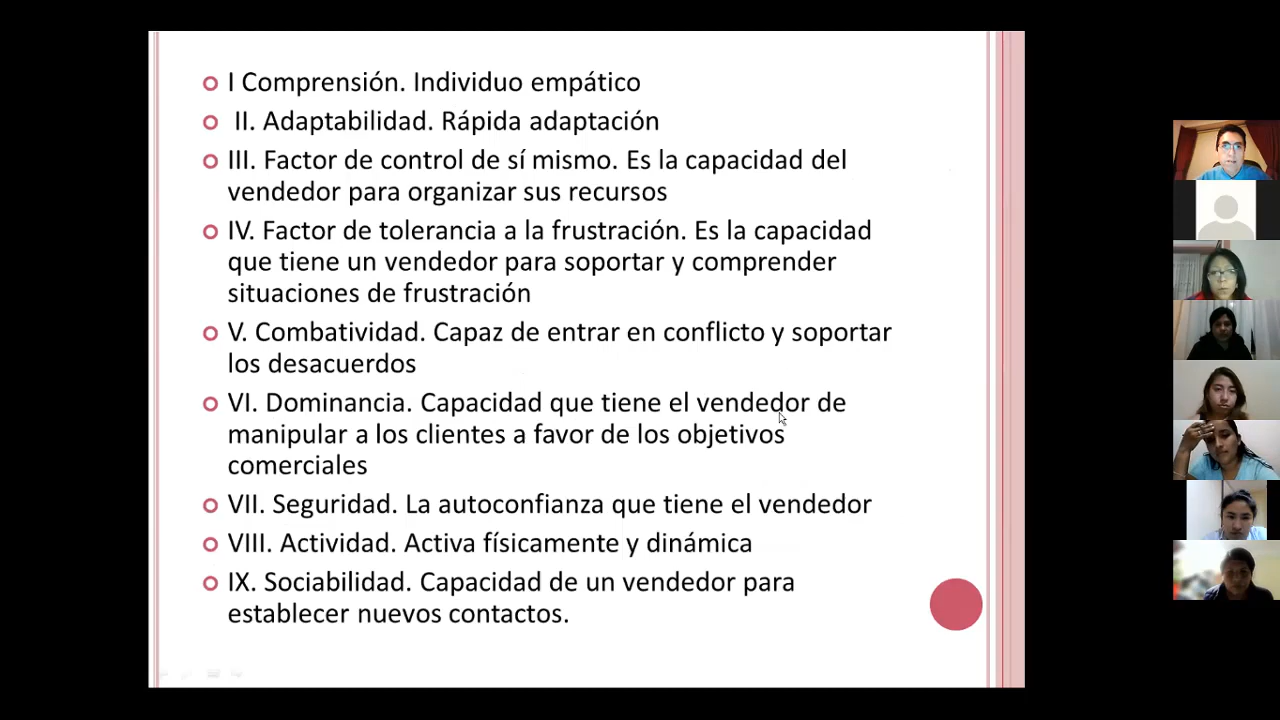 I Comprensión. Individuo empático
II. Adaptabilidad. Rápida adaptación
III. Factor de control de sí mismo. Es la capacidad del
vendedor para organizar sus recursos
IV. Factor de tolerancia a la frustración. Es la capacidad
que tiene un vendedor para soportar y comprender
situaciones de frustración
V. Combatividad. Capaz de entrar en conflicto y soportar
los desacuerdos
VI. Dominancia. Capacidad que tiene el vendedor de
manipular a los clientes a favor de los objetivos
comerciales
VII. Seguridad. La autoconfianza que tiene el vendedor
VIII. Actividad. Activa físicamente y dinámica
IX. Sociabilidad. Capacidad de un vendedor para
establecer nuevos contactos.